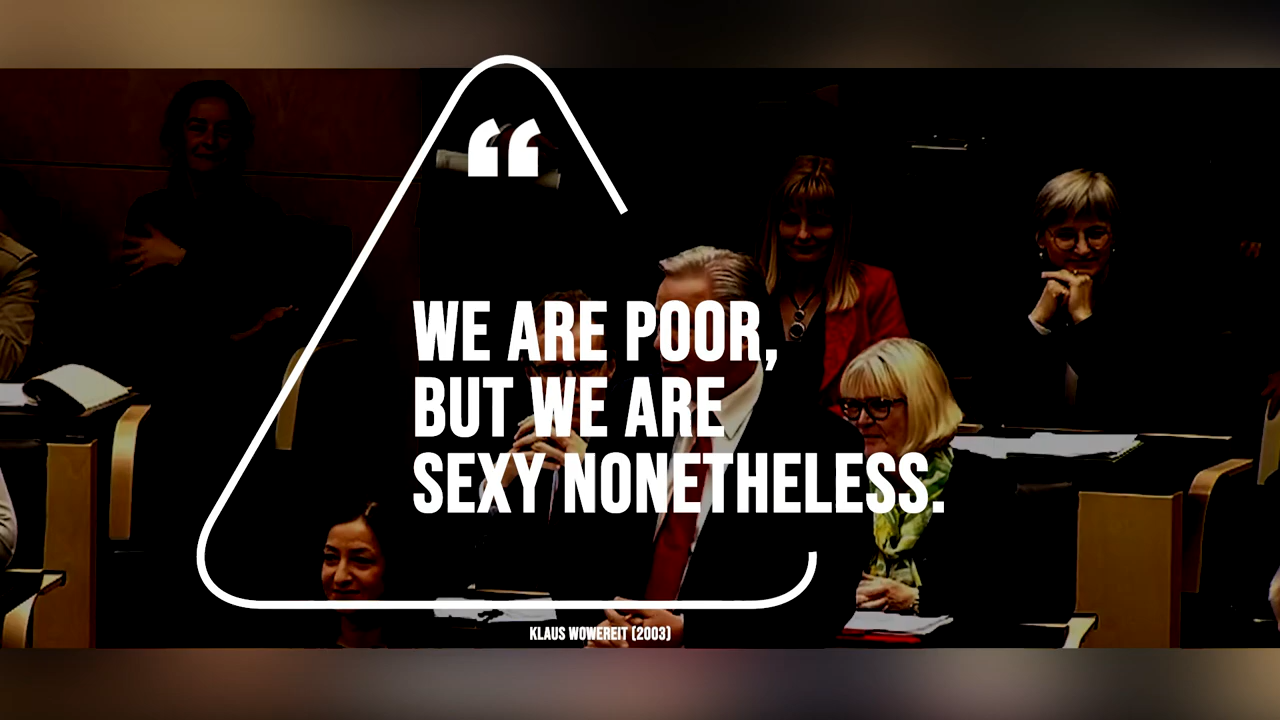 “
WE ARE POOR,
BUT WE ARE
SEXY NONETHELESS.
KLAUS WOWEREIT (2003)